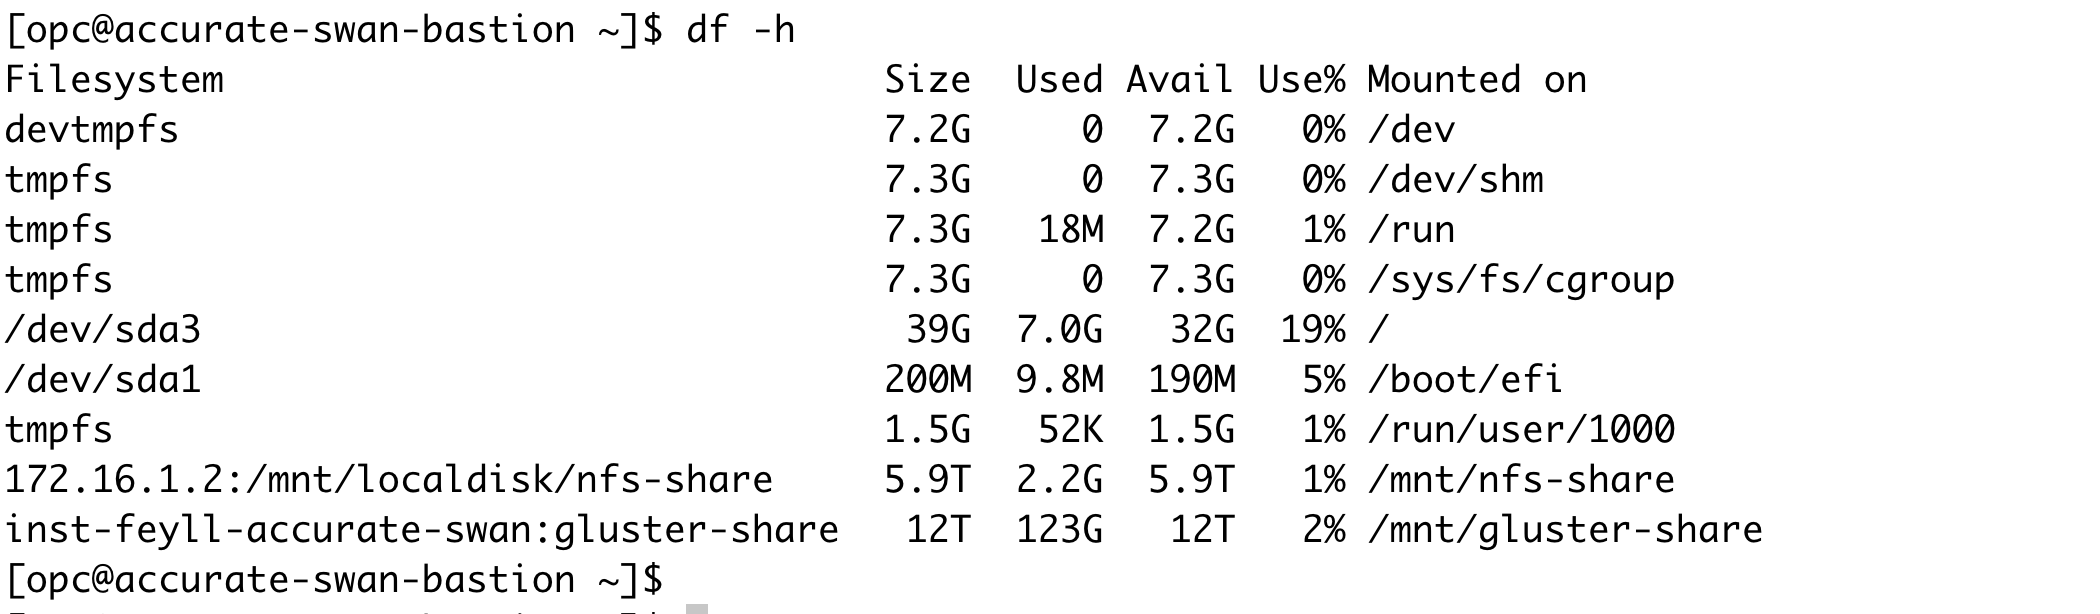 [opc@accurate-swan-bastion ~]$ df -h
Filesystem                              Size  Used Avail Use% Mounted on
devtmpfs                                7.2G     0  7.2G   0% /dev
tmpfs                                   7.3G     0  7.3G   0% /dev/shm
tmpfs                                   7.3G   18M  7.2G   1% /run
tmpfs                                   7.3G     0  7.3G   0% /sys/fs/cgroup
/dev/sda3                                39G  7.0G   32G  19% /
/dev/sda1                               200M  9.8M  190M   5% /boot/efi
tmpfs                                   1.5G   52K  1.5G   1% /run/user/1000
172.16.1.2:/mnt/localdisk/nfs-share     5.9T  2.2G  5.9T   1% /mnt/nfs-share
inst-feyll-accurate-swan:gluster-share   12T  123G   12T   2% /mnt/gluster-share
[opc@accurate-swan-bastion ~]$